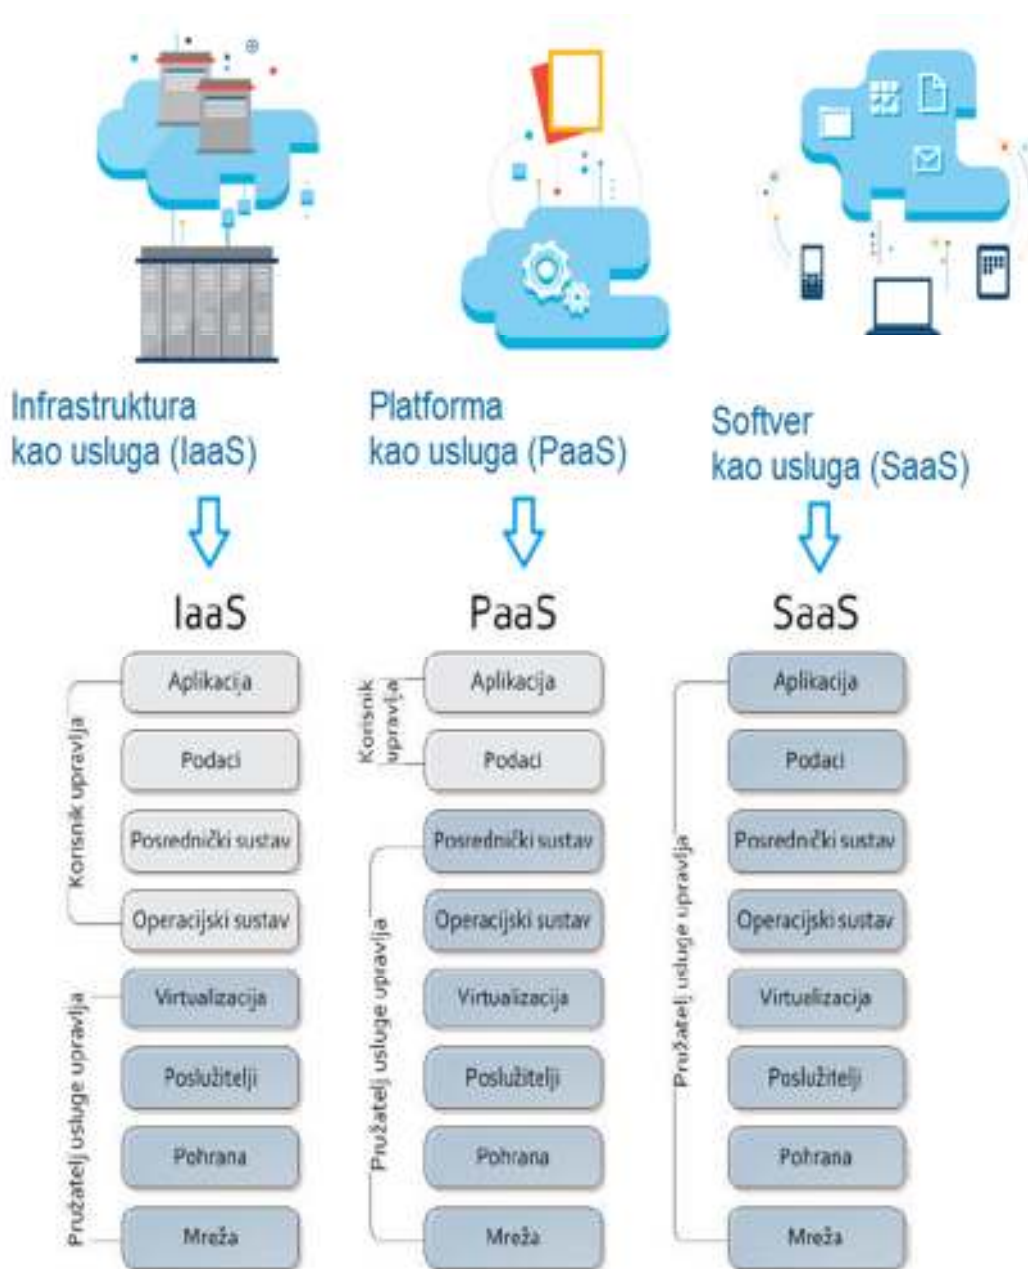 Infrastruktura
kao usluga (IaaS)
Platforma
kao usluga (PaaS)
Softver
kao usluga (SaaS)
IaaS
Korisnik upravlja
Aplikacija
Podaci
Posrednički sustav
Operacijski sustav
Pružatelj usluge upravlja
Virtualizacija
Poslužitelji
Pohrana
Mreža
PaaS
Korisnik
upravlja
Aplikacija
Podaci
Pružatelj usluge upravlja
Posrednički sustav
Operacijski sustav
Virtualizacija
Poslužitelji
Pohrana
Mreža
SaaS
Pružatelj usluge upravlja
Aplikacija
Podaci
Posrednički sustav
Operacijski sustav
Virtualizacija
Poslužitelji
Pohrana
Mreža